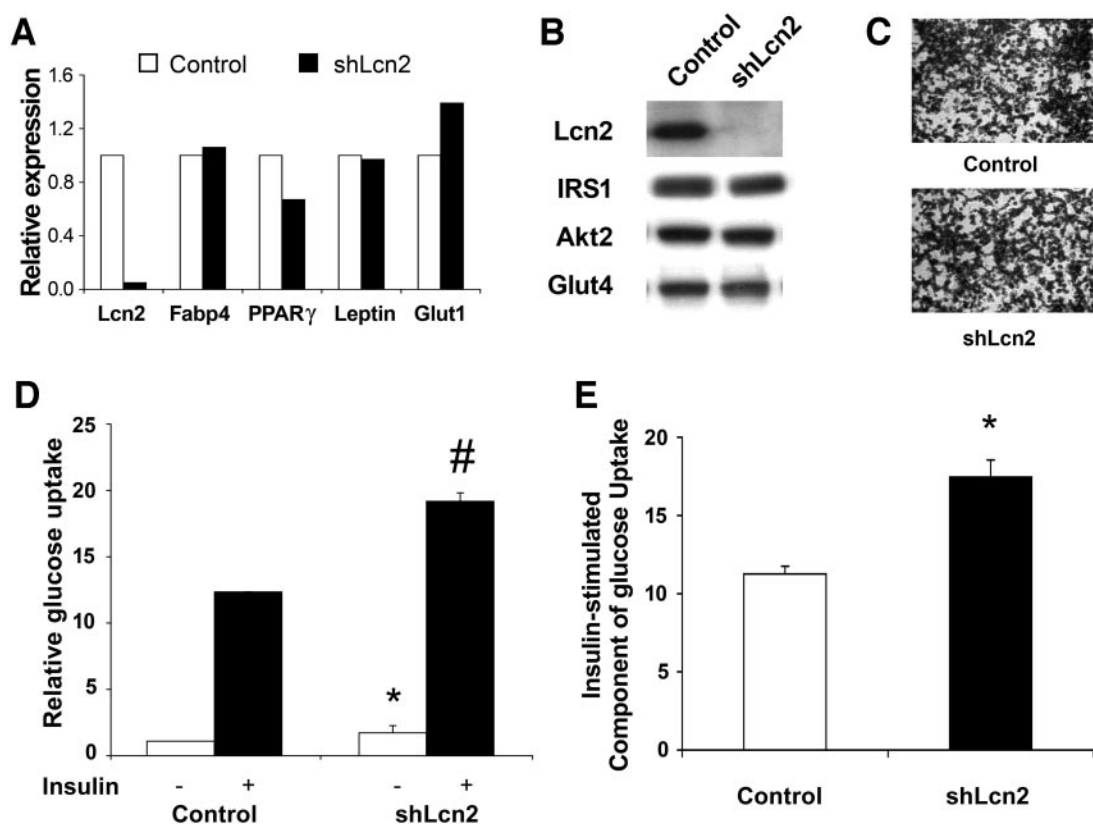 A
Control shLcn2
Relative expression
1.6
1.2
0.8
0.4
0.0
Lcn2 Fabp4 PPARγ Leptin Glut1
B
Control shLcn2
Lcn2
IRS1
Akt2
Glut4
C
Control
shLcn2
D
Relative glucose uptake
25
20
15
10
5
0
*
#
Insulin - + - +
Control shLcn2
E
Insulin-stimulated
Component of glucose Uptake
20
15
10
5
0
*
Control shLcn2